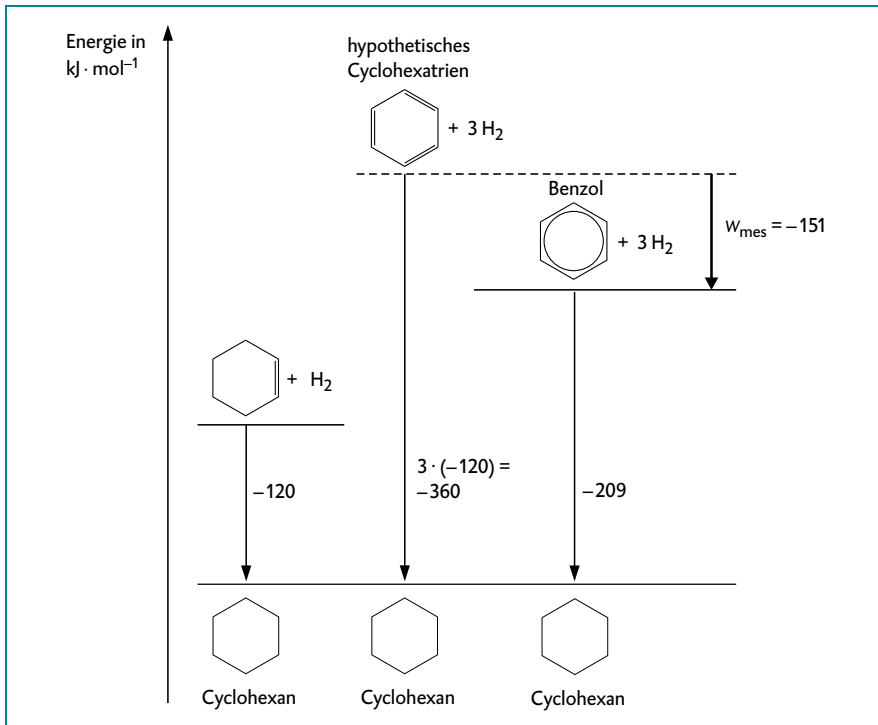 Energie in
kJ · mol⁻¹
hypothetisches
Cyclohexatrien
+ 3 H₂
Benzol
+ 3 H₂
wₘₑₛ = –151
+ H₂
–120
3 · (–120) =
–360
–209
Cyclohexan
Cyclohexan
Cyclohexan